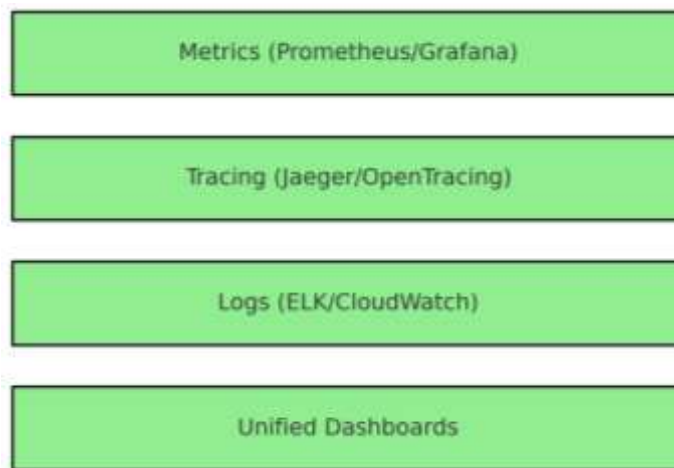 Metrics (Prometheus/Grafana)
Tracing (Jaeger/OpenTracing)
Logs (ELK/CloudWatch)
Unified Dashboards